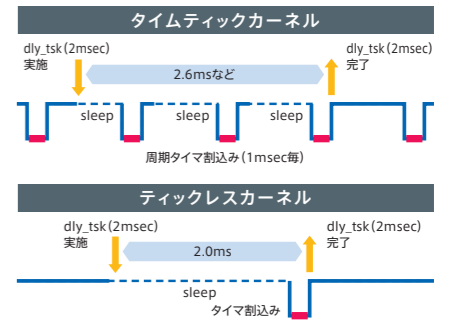 タイムティックカーネル
dly_tsk(2msec)
実施
dly_tsk(2msec)
完了
2.6msなど
sleep
sleep
sleep
周期タイマ割込み(1msec毎)
ティックレスカーネル
dly_tsk(2msec)
実施
dly_tsk(2msec)
完了
2.0ms
sleep
タイマ割込み